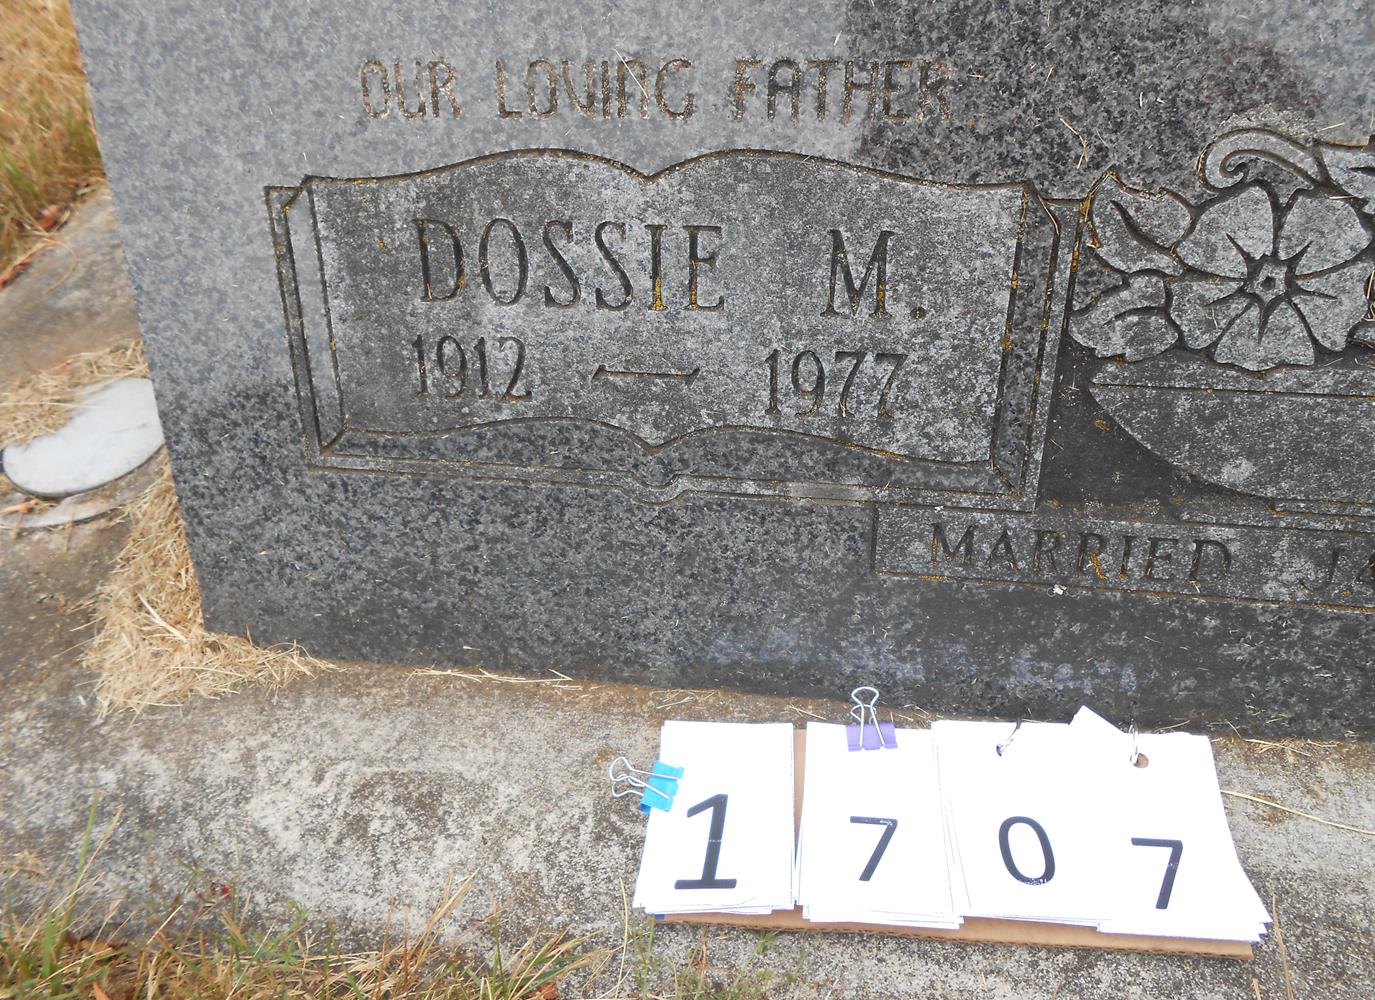 OUR LOVING FATHER
DOSSIE M.
1912 — 1977
MARRIED
1707